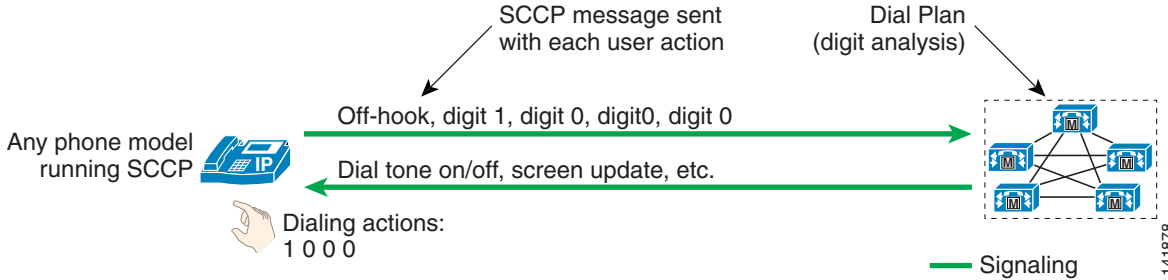 SCCP message sent
with each user action
Dial Plan
(digit analysis)
Off-hook, digit 1, digit 0, digit0, digit 0
Any phone model
running SCCP
IP
Dial tone on/off, screen update, etc.
M
M
M
M
M
Dialing actions:
1 0 0 0
Signaling
141878